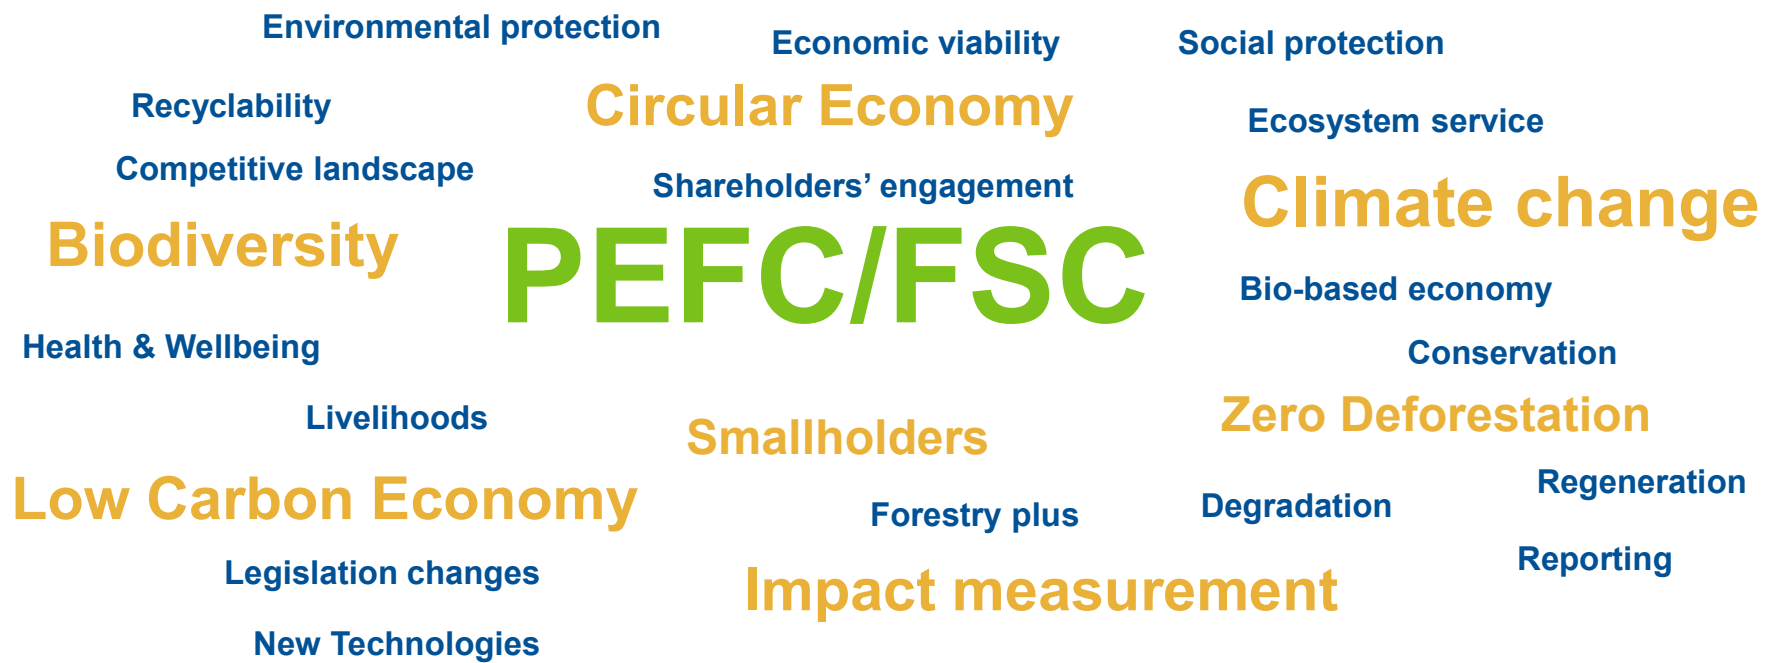 Environmental protection
Economic viability
Social protection
Recyclability
Circular Economy
Ecosystem service
Competitive landscape
Shareholders’ engagement
Climate change
Biodiversity
PEFC/FSC
Bio-based economy
Health & Wellbeing
Conservation
Livelihoods
Smallholders
Zero Deforestation
Low Carbon Economy
Forestry plus
Degradation
Regeneration
Legislation changes
Impact measurement
Reporting
New Technologies